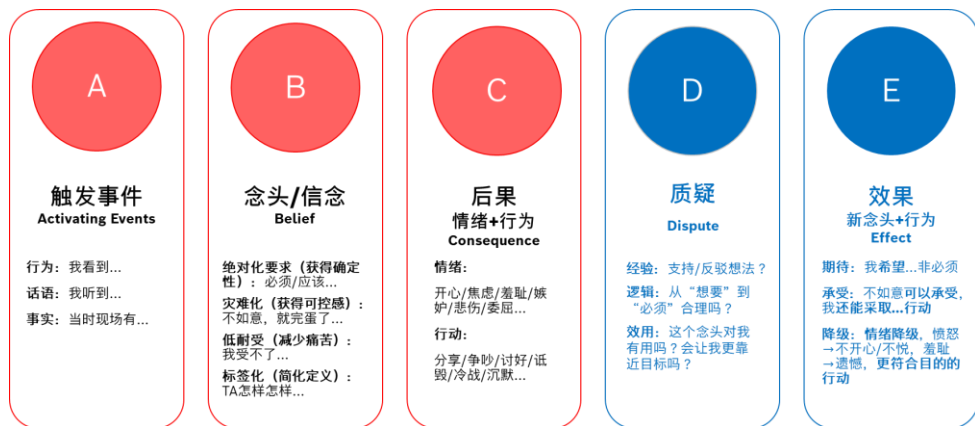 A
触发事件
Activating Events
行为：我看到...
话语：我听到...
事实：当时现场有...
B
念头/信念
Belief
绝对化要求（获得确定
性）：必须/应该...
灾难化（获得可控感）：
不如意，就完蛋了...
低耐受（减少痛苦）：
我受不了...
标签化（简化定义）：
TA怎样怎样...
C
后果
情绪+行为
Consequence
情绪：
开心/焦虑/羞耻/嫉
妒/悲伤/委屈...
行动：
分享/争吵/讨好/诋
毁/冷战/沉默...
D
质疑
Dispute
经验：支持/反驳想法？
逻辑：从“想要”到
“必须”合理吗？
效用：这个念头对我
有用吗？会让我更靠
近目标吗？
E
效果
新念头+行为
Effect
期待：我希望...非必须
承受：不如意可以承受，
我还能采取...行动
降级：情绪降级，愤怒
→不开心/不悦，羞耻
→遗憾，更符合目的的
行动